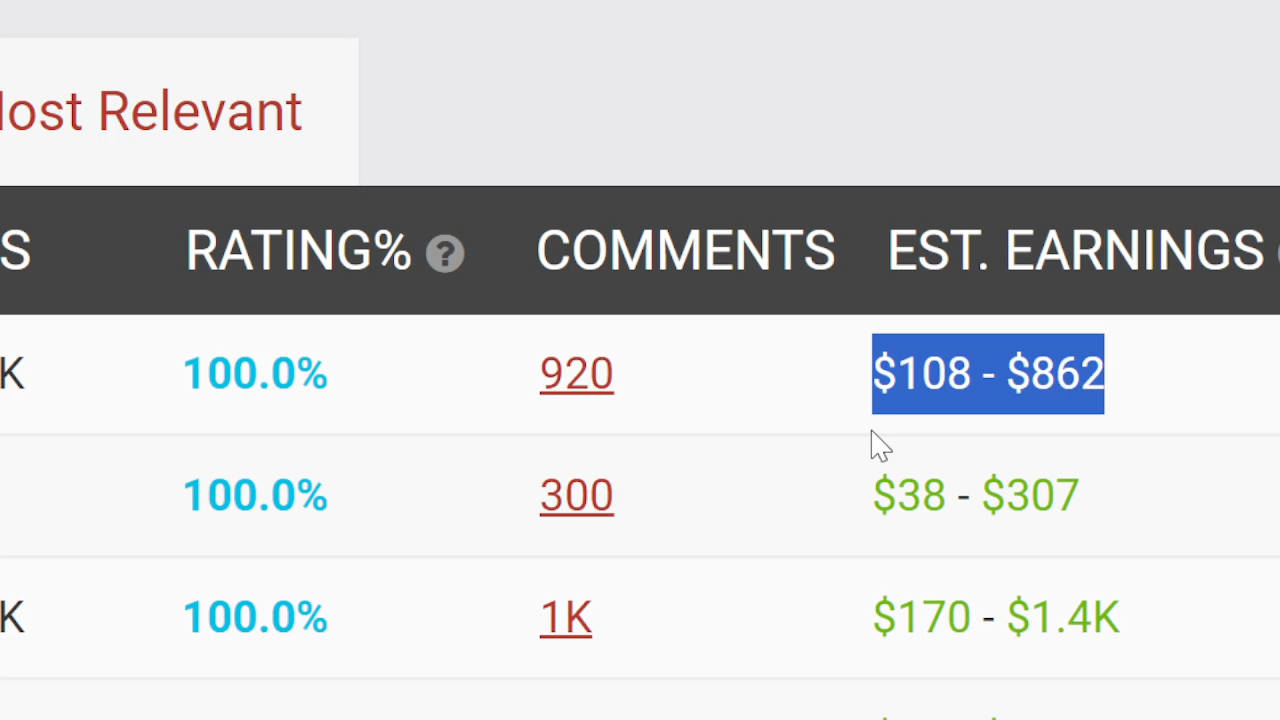 ost Relevant
S RATING% ? COMMENTS EST. EARNINGS
K 100.0% 920 $108 - $862
100.0% 300 $38 - $307
K 100.0% 1K $170 - $1.4K